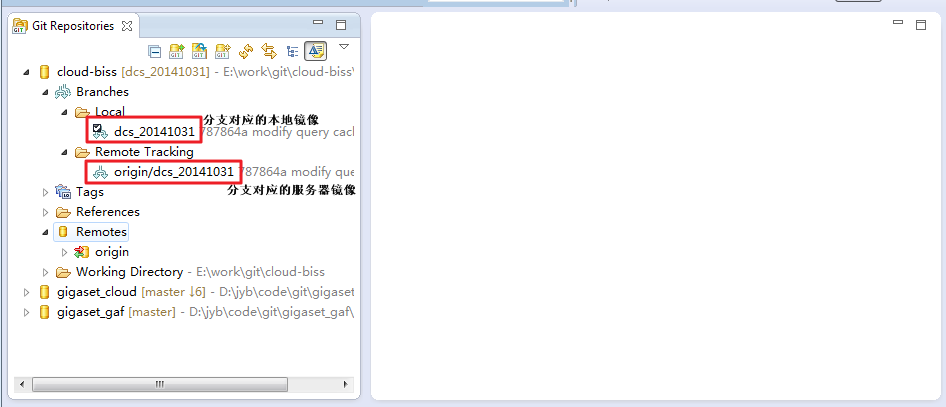 Git Repositories
cloud-biss [dcs_20141031] - E:\work\git\cloud-biss\
Branches
Local
分支对应的本地镜像
dcs_20141031 787864a modify query cac
Remote Tracking
origin/dcs_20141031 787864a modify que
Tags
分支对应的服务器镜像
References
Remotes
origin
Working Directory - E:\work\git\cloud-biss
gigaset_cloud [master ↓6] - D:\jyb\code\git\gigaset_
gigaset_gaf [master] - D:\jyb\code\git\gigaset_gaf\